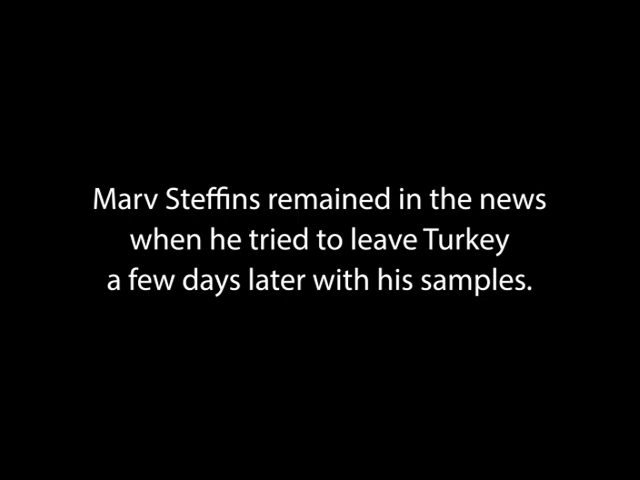 Marv Steffins remained in the news
when he tried to leave Turkey
a few days later with his samples.